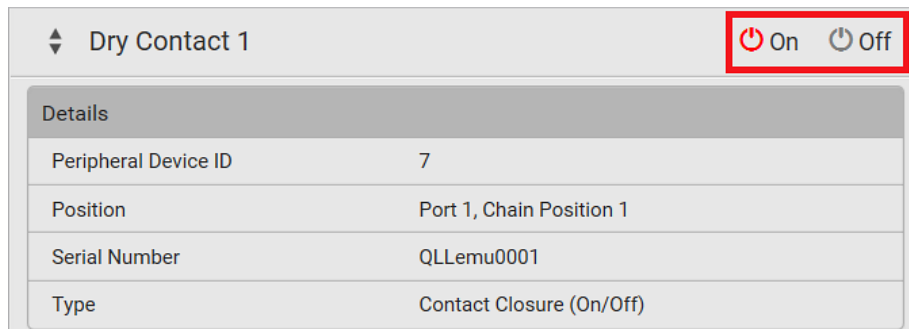 Dry Contact 1 On Off
Details
Peripheral Device ID 7
Position Port 1, Chain Position 1
Serial Number QLLemu0001
Type Contact Closure (On/Off)